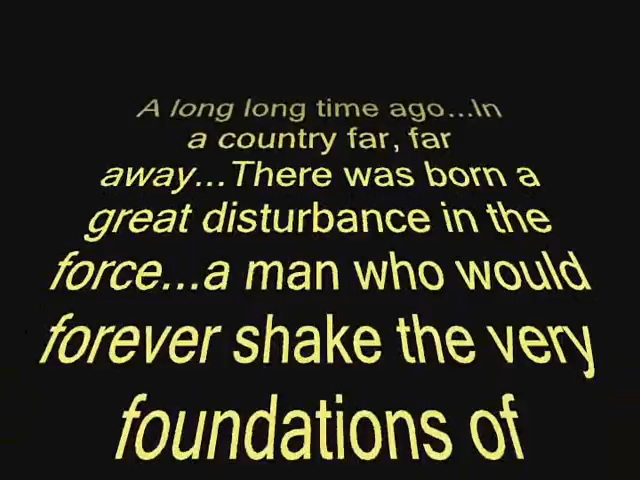 A long long time ago...In
a country far, far
away...There was born a
great disturbance in the
force...a man who would
forever shake the very
foundations of